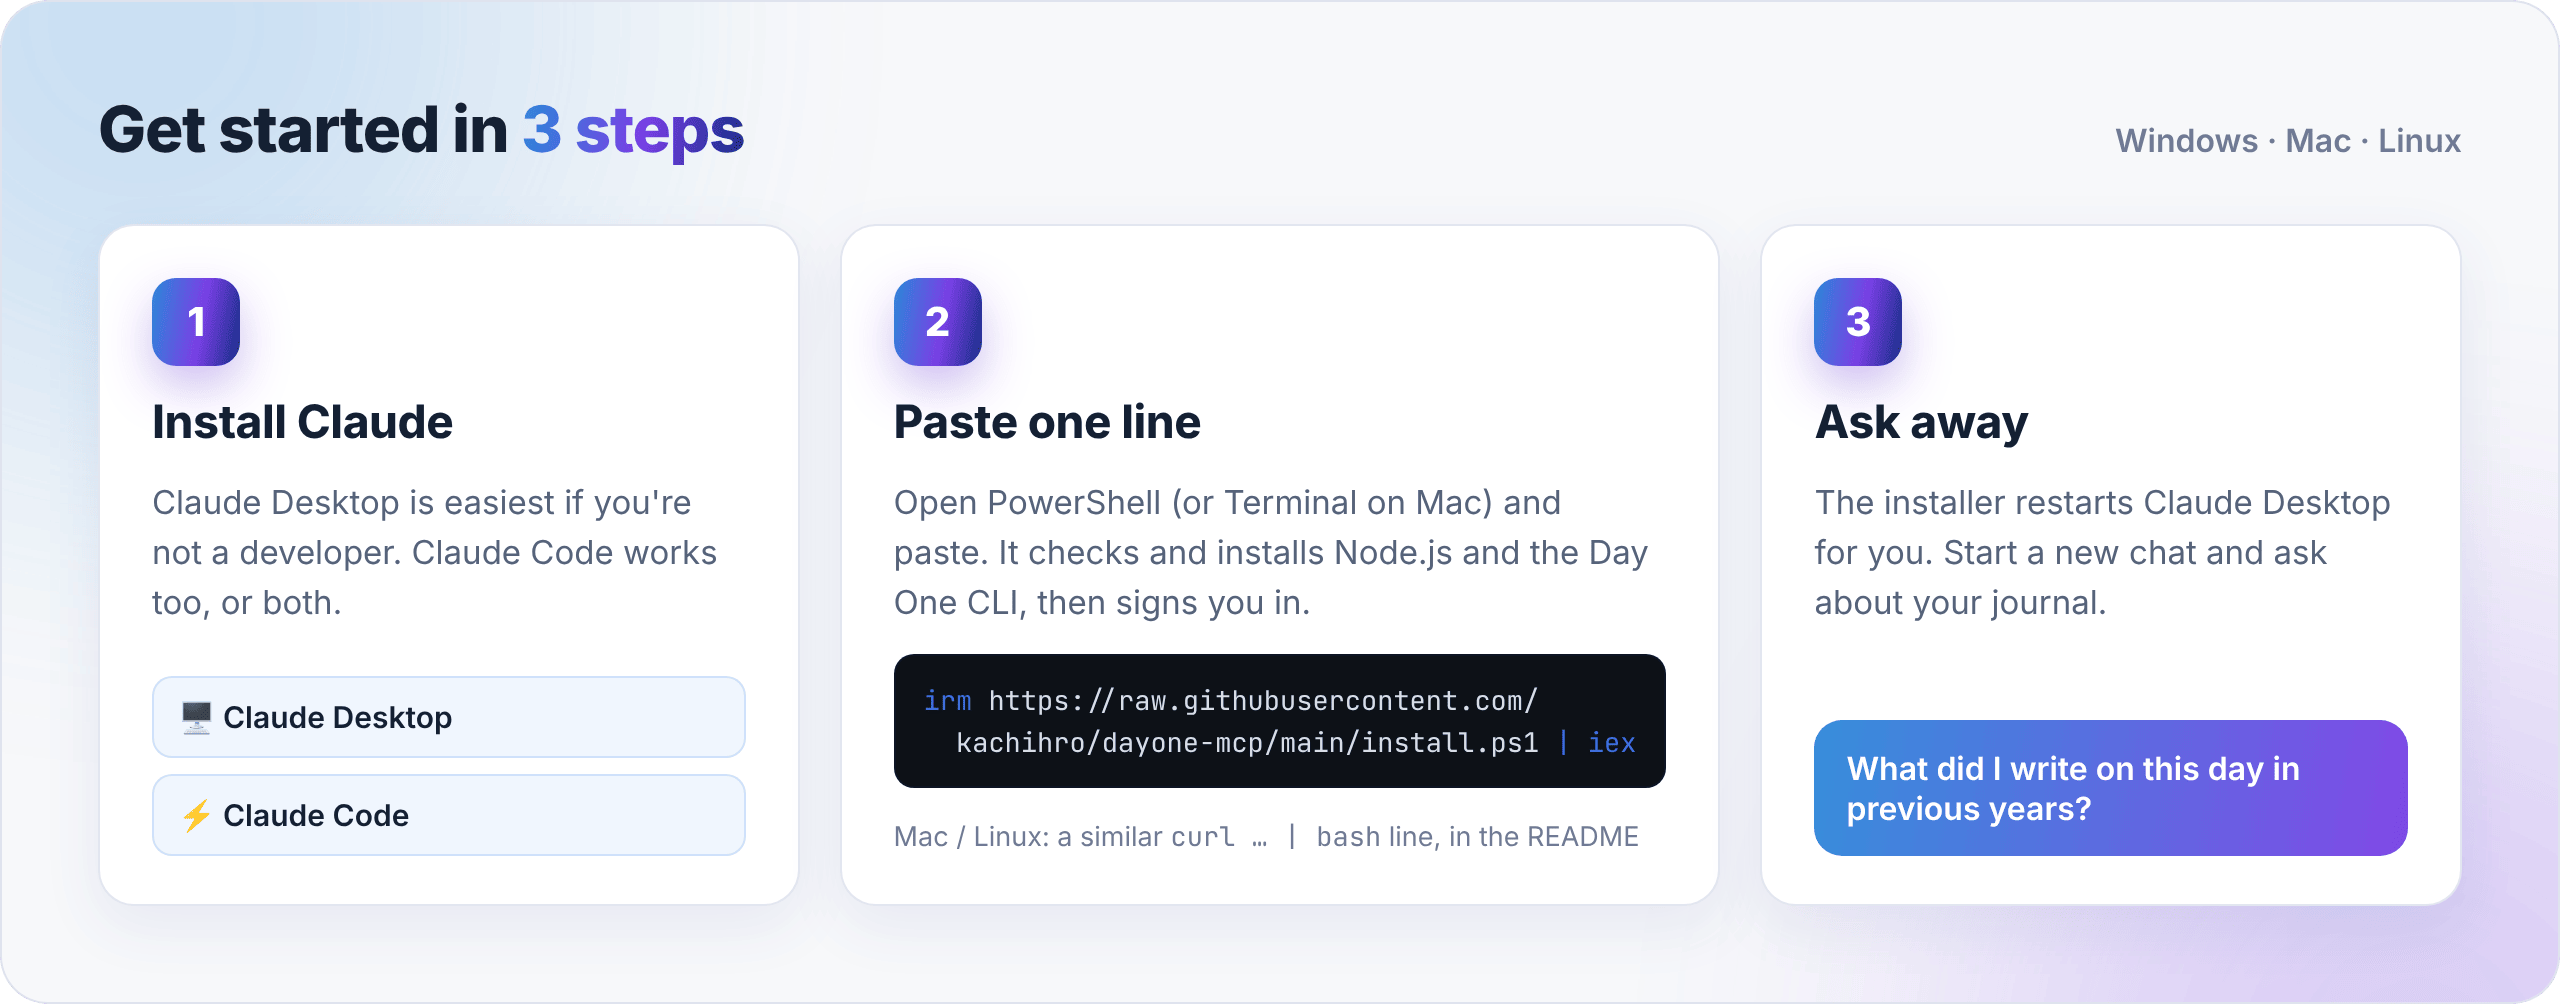 Get started in 3 steps
Windows · Mac · Linux
1
Install Claude
Claude Desktop is easiest if you're
not a developer. Claude Code works
too, or both.
🖥️ Claude Desktop
⚡ Claude Code
2
Paste one line
Open PowerShell (or Terminal on Mac) and
paste. It checks and installs Node.js and the Day
One CLI, then signs you in.
irm https://raw.githubusercontent.com/
kachihro/dayone-mcp/main/install.ps1 | iex
Mac / Linux: a similar curl … | bash line, in the README
3
Ask away
The installer restarts Claude Desktop
for you. Start a new chat and ask
about your journal.
What did I write on this day in
previous years?